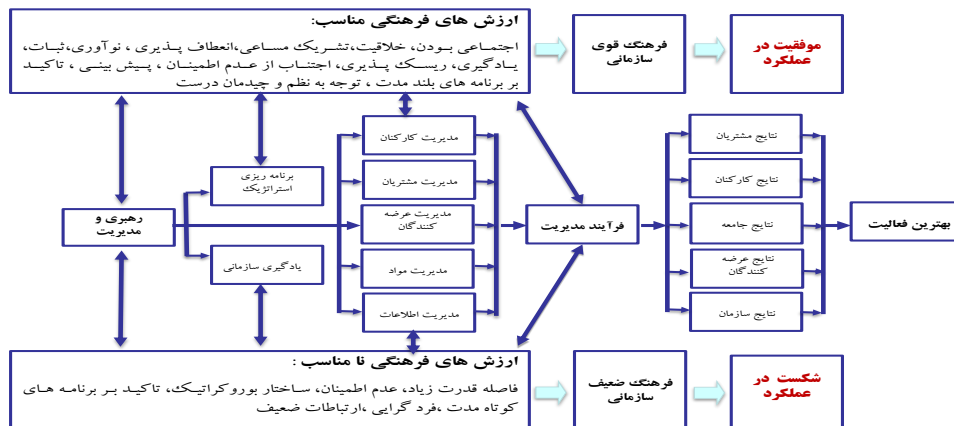 ارزش های فرهنگی مناسب:
اجتماعی بودن، خلاقیت،تشریک مساعی،انعطاف پذیری ، نوآوری،ثبات،
یادگیری، ریسک پذیری، اجتناب از عدم اطمینان ، پیش بینی ، تاکید
بر برنامه های بلند مدت ، توجه به نظم و چیدمان درست
فرهنگ قوی
سازمانی
موفقیت در
عملکرد
رهبری و
مدیریت
برنامه ریزی
استراتژیک
یادگیری سازمانی
مدیریت کارکنان
مدیریت مشتریان
مدیریت عرضه
کنندگان
مدیریت مواد
مدیریت اطلاعات
فرآیند مدیریت
نتایج مشتریان
نتایج کارکنان
نتایج جامعه
نتایج عرضه
کنندگان
نتایج سازمان
بهترین فعالیت
ارزش های فرهنگی نا مناسب :
فاصله قدرت زیاد، عدم اطمینان، ساختار بوروکراتیک، تاکید بر برنامه های
کوتاه مدت ،فرد گرایی ،ارتباطات ضعیف
فرهنگ ضعیف
سازمانی
شکست در
عملکرد